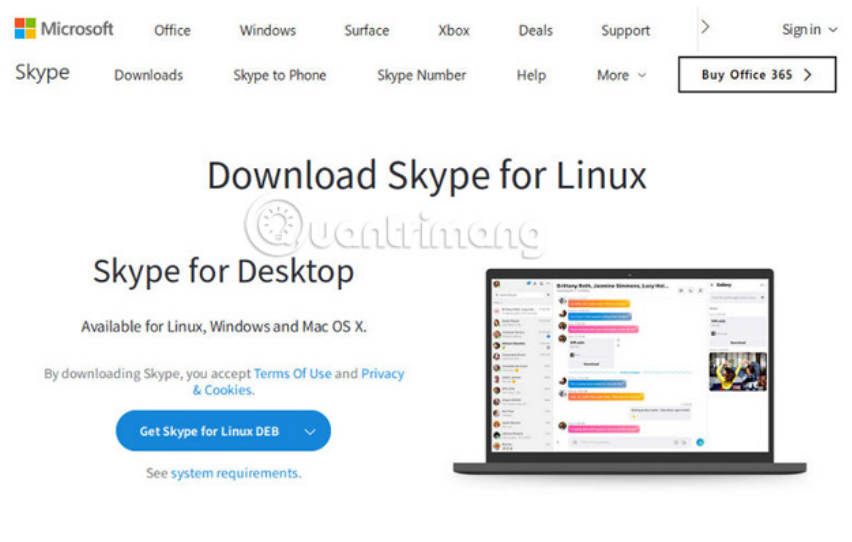 Microsoft Office Windows Surface Xbox Deals Support Sign in
Skype Downloads Skype to Phone Skype Number Help More Buy Office 365
Download Skype for Linux
Quantrimang
Skype for Desktop
Available for Linux, Windows and Mac OS X.
By downloading Skype, you accept Terms Of Use and Privacy
& Cookies.
Get Skype for Linux DEB
See system requirements.
Gallery